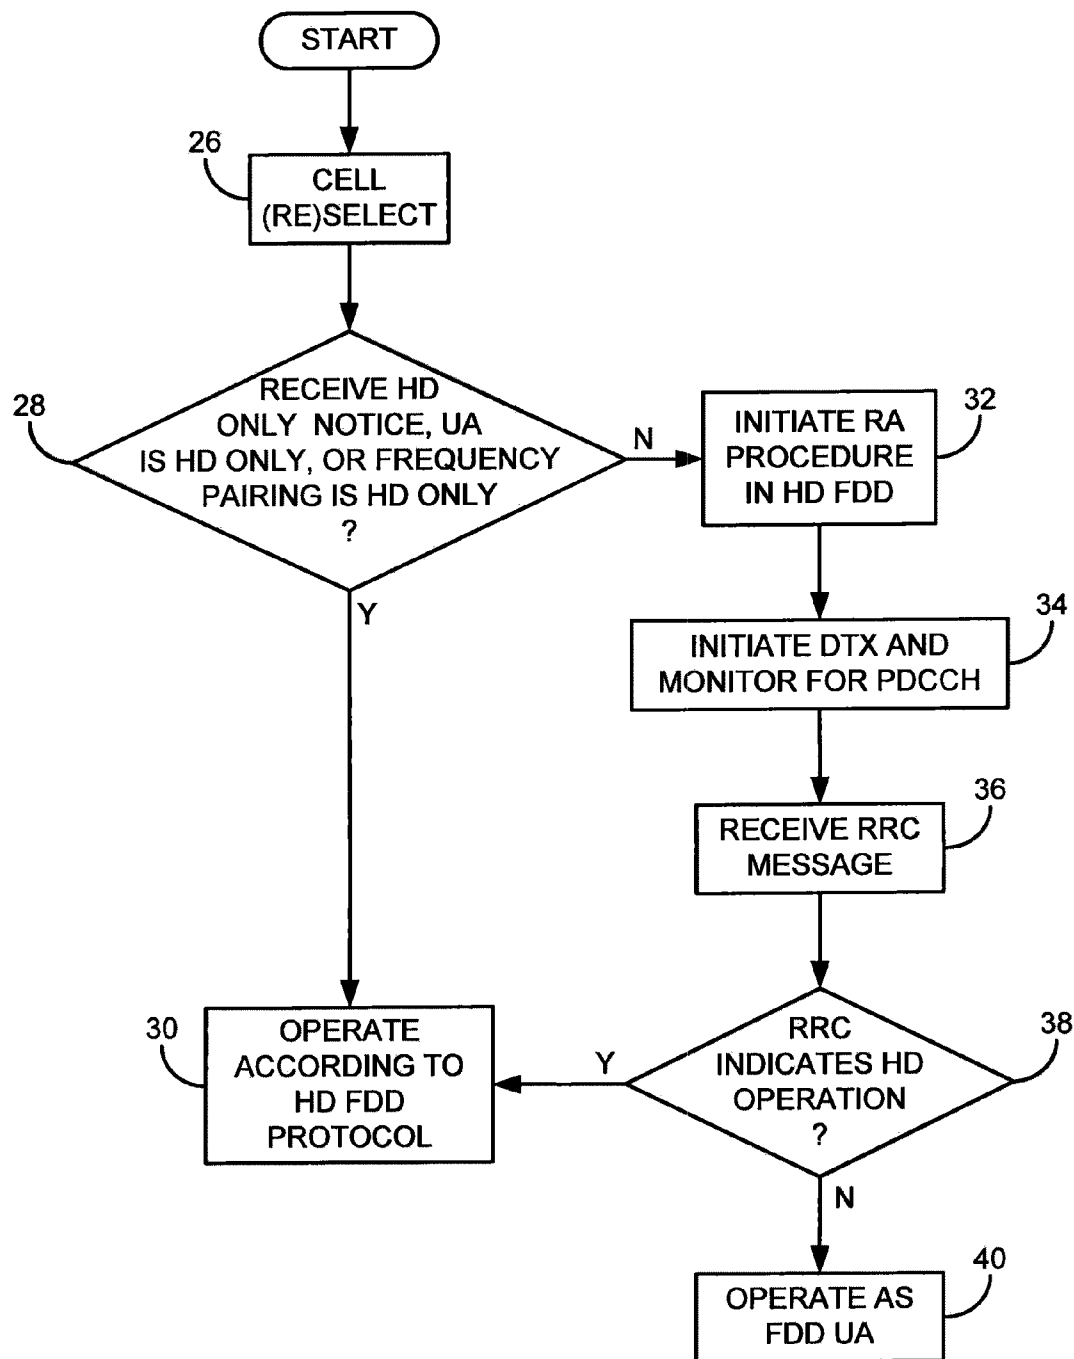 START
26
CELL
(RE)SELECT
28
RECEIVE HD
ONLY NOTICE, UA
IS HD ONLY, OR FREQUENCY
PAIRING IS HD ONLY
?
N
Y
32
INITIATE RA
PROCEDURE
IN HD FDD
34
INITIATE DTX AND
MONITOR FOR PDCCH
36
RECEIVE RRC
MESSAGE
30
OPERATE
ACCORDING TO
HD FDD
PROTOCOL
Y
38
RRC
INDICATES HD
OPERATION
?
N
40
OPERATE AS
FDD UA